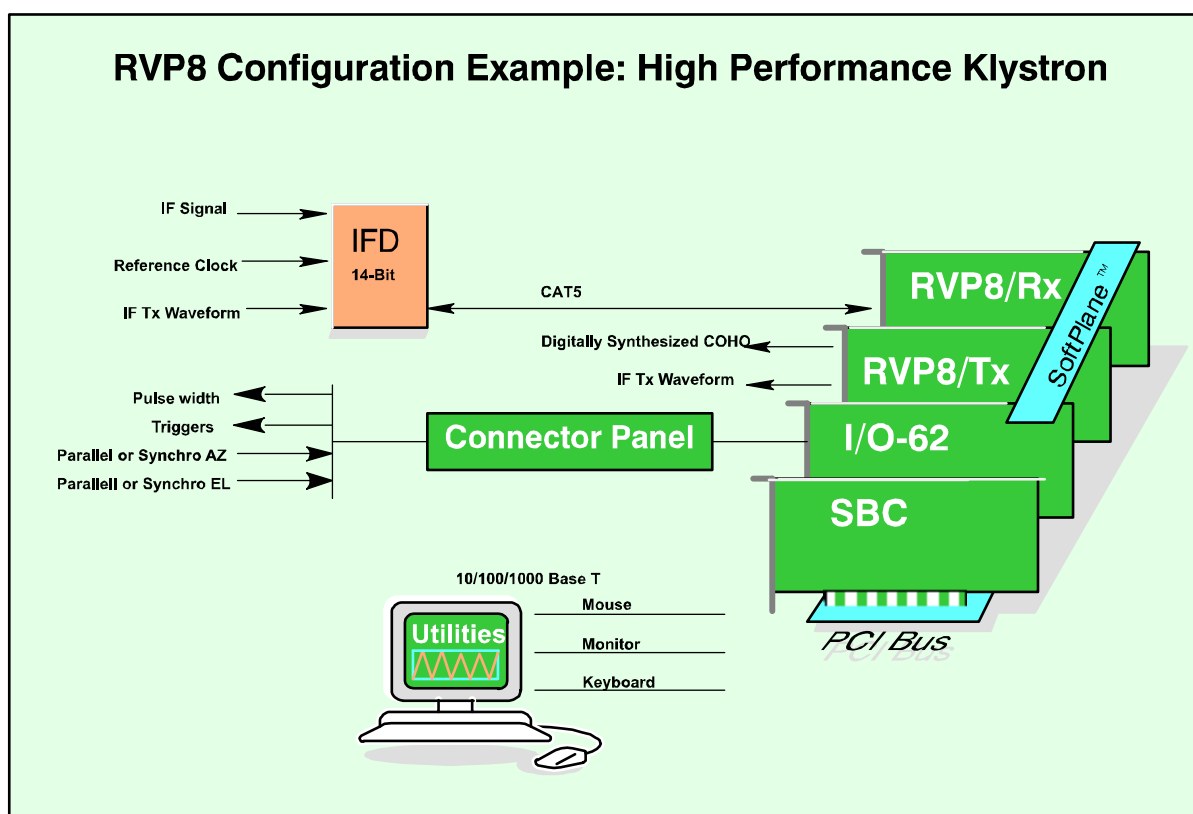 RVP8 Configuration Example: High Performance Klystron
IF Signal
Reference Clock
IF Tx Waveform
IFD
14-Bit
CAT5
RVP8/Rx
SoftPlane™
Digitally Synthesized COHO
RVP8/Tx
IF Tx Waveform
Pulse width
Triggers
Parallel or Synchro AZ
Parallell or Synchro EL
Connector Panel
I/O-62
SBC
PCI Bus
10/100/1000 Base T
Mouse
Monitor
Keyboard
Utilities